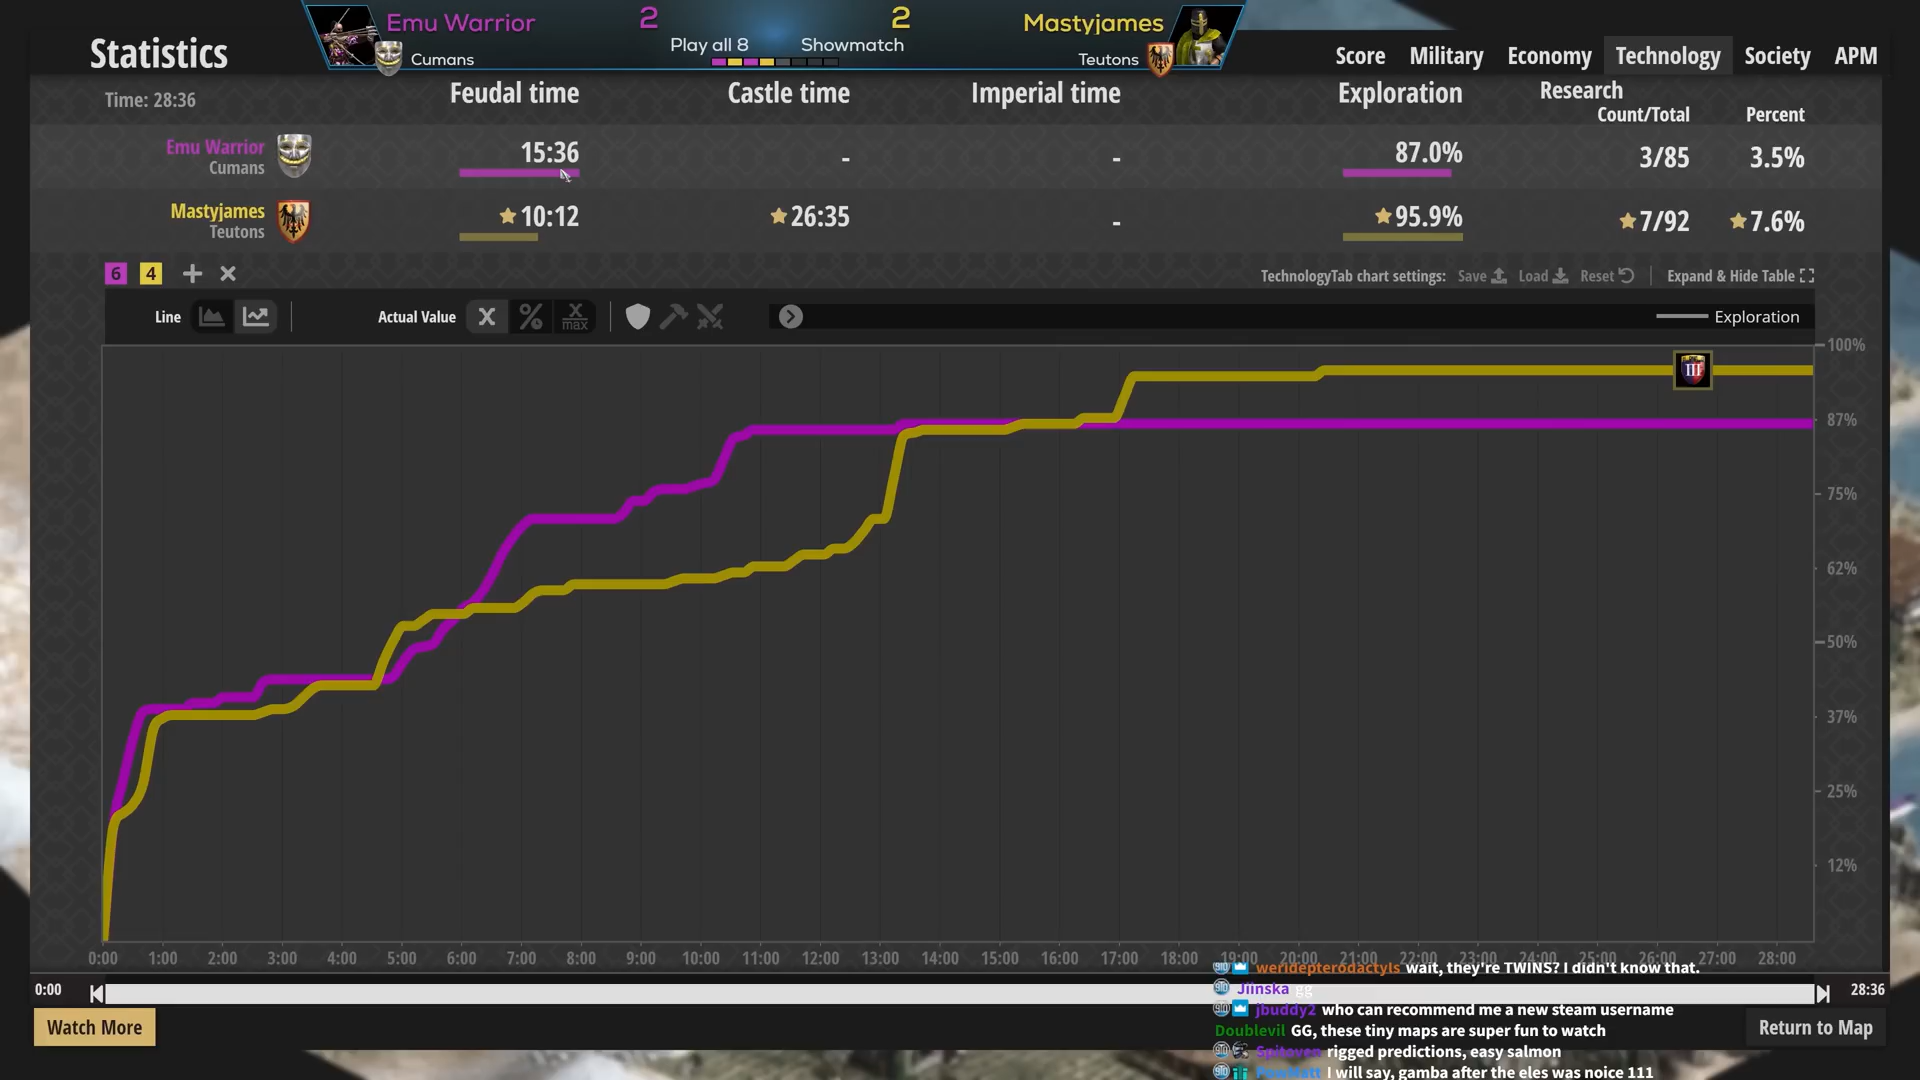 Emu Warrior 2 2 Mastyjames
Play all 8 Showmatch
Cumans Teutons
Statistics
Score Military Economy Technology Society APM
Time: 28:36
Feudal time Castle time Imperial time Exploration Research
Count/Total Percent
Emu Warrior
Cumans
15:36 - - 87.0% 3/85 3.5%
Mastyjames
Teutons
10:12 26:35 - 95.9% 7/92 7.6%
6 4
TechnologyTab chart settings: Save Load Reset Expand & Hide Table
Line Actual Value X % X max
Exploration
III
100%
87%
75%
62%
50%
37%
25%
12%
0:00 1:00 2:00 3:00 4:00 5:00 6:00 7:00 8:00 9:00 10:00 11:00 12:00 13:00 14:00 15:00 16:00 17:00 18:00 19:00 20:00 21:00 22:00 23:00 24:00 25:00 26:00 27:00 28:00
0:00 28:36
Watch More
Return to Map
weridepterodactyls wait, they're TWINS? I didn't know that.
Jiinska gg
jbuddy2 who can recommend me a new steam username
Doublevil GG, these tiny maps are super fun to watch
rigged predictions, easy salmon
PewMatt I will say, gamba after the eles was noice 111